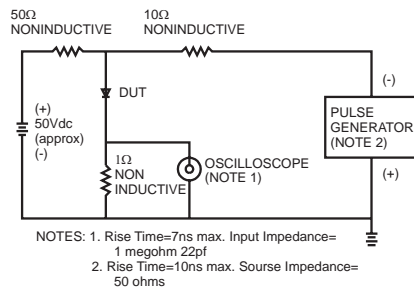 50Ω
NONINDUCTIVE
10Ω
NONINDUCTIVE
DUT
(+)
50Vdc
(approx)
(-)
1Ω
NON
INDUCTIVE
OSCILLOSCOPE
(NOTE 1)
(-)
PULSE
GENERATOR
(NOTE 2)
(+)
NOTES: 1. Rise Time=7ns max. Input Impedance=
1 megohm 22pf
2. Rise Time=10ns max. Sourse Impedance=
50 ohms